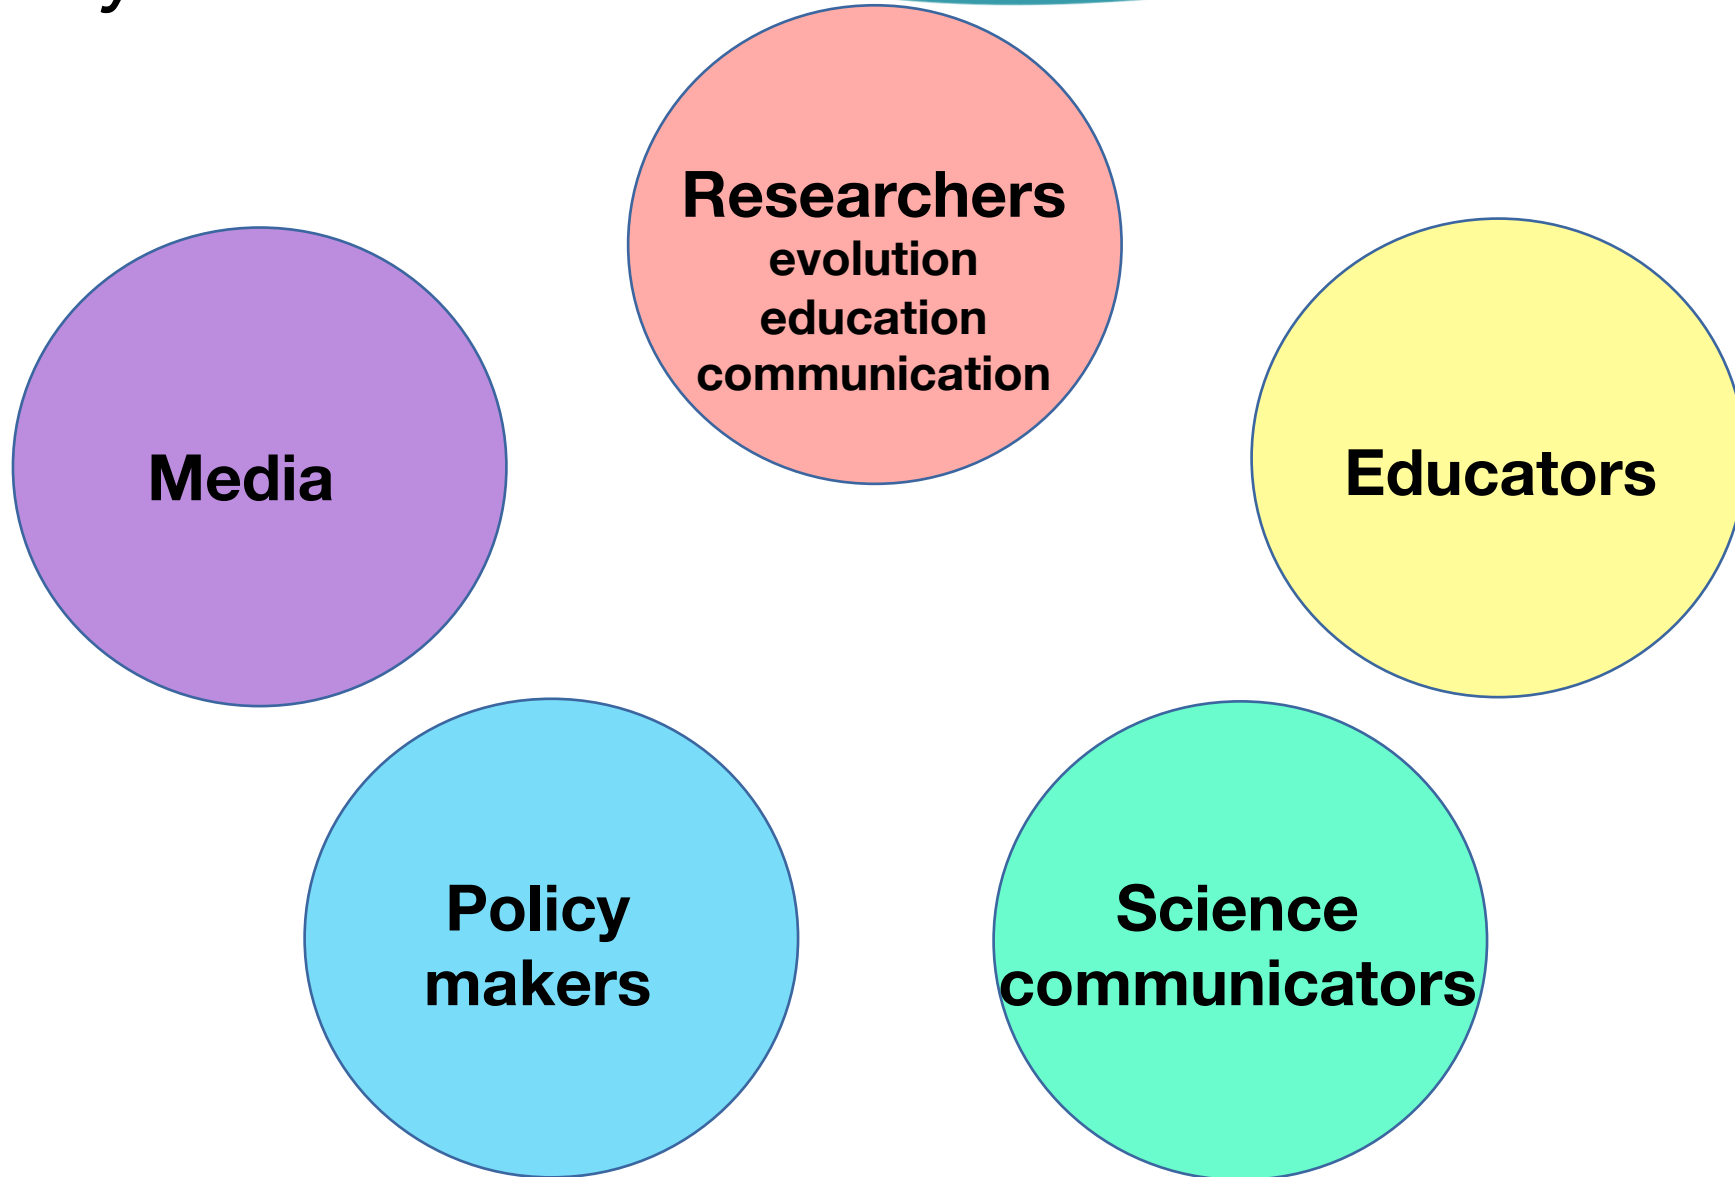 Researchers
evolution
education
communication
Media
Educators
Policy
makers
Science
communicators